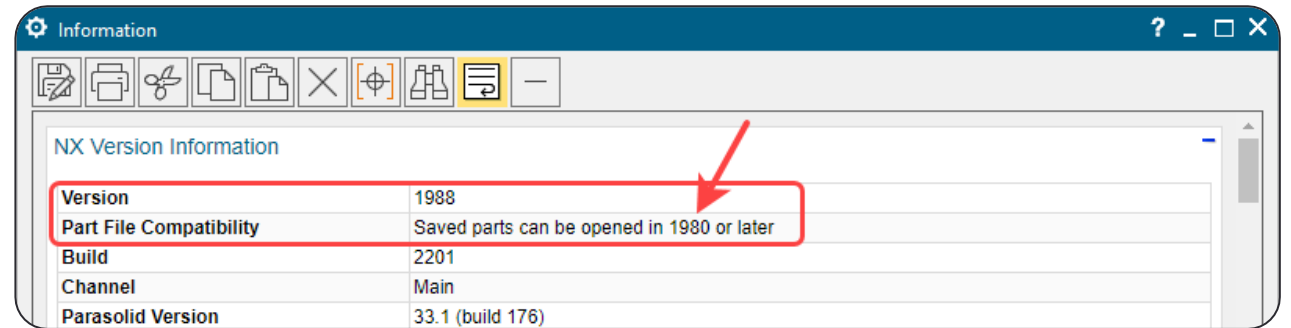 Information
NX Version Information
Version 1988
Part File Compatibility Saved parts can be opened in 1980 or later
Build 2201
Channel Main
Parasolid Version 33.1 (build 176)